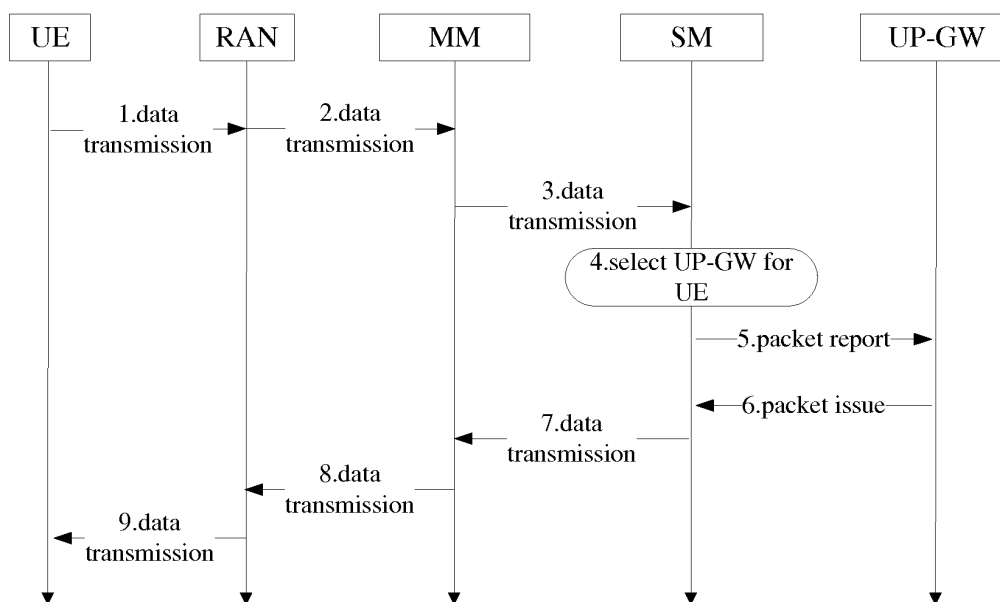 UE
RAN
MM
SM
UP-GW
1.data
transmission
2.data
transmission
3.data
transmission
4.select UP-GW for
UE
5.packet report
6.packet issue
7.data
transmission
8.data
transmission
9.data
transmission